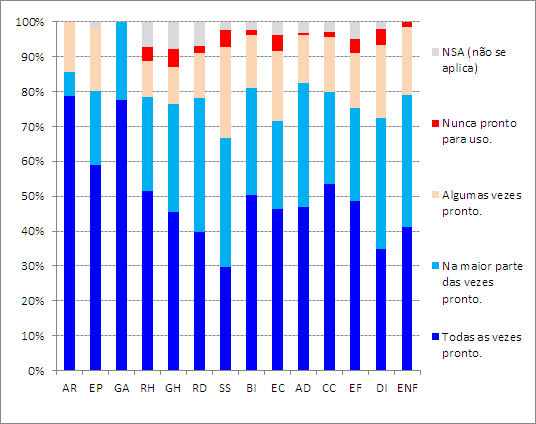 100%
90%
80%
70%
60%
50%
40%
30%
20%
10%
0%
AR EP GA RH GH RD SS BI EC AD CC EF DI ENF
NSA (não se
aplica)
Nunca pronto
para uso.
Algumas vezes
pronto.
Na maior parte
das vezes
pronto.
Todas as vezes
pronto.